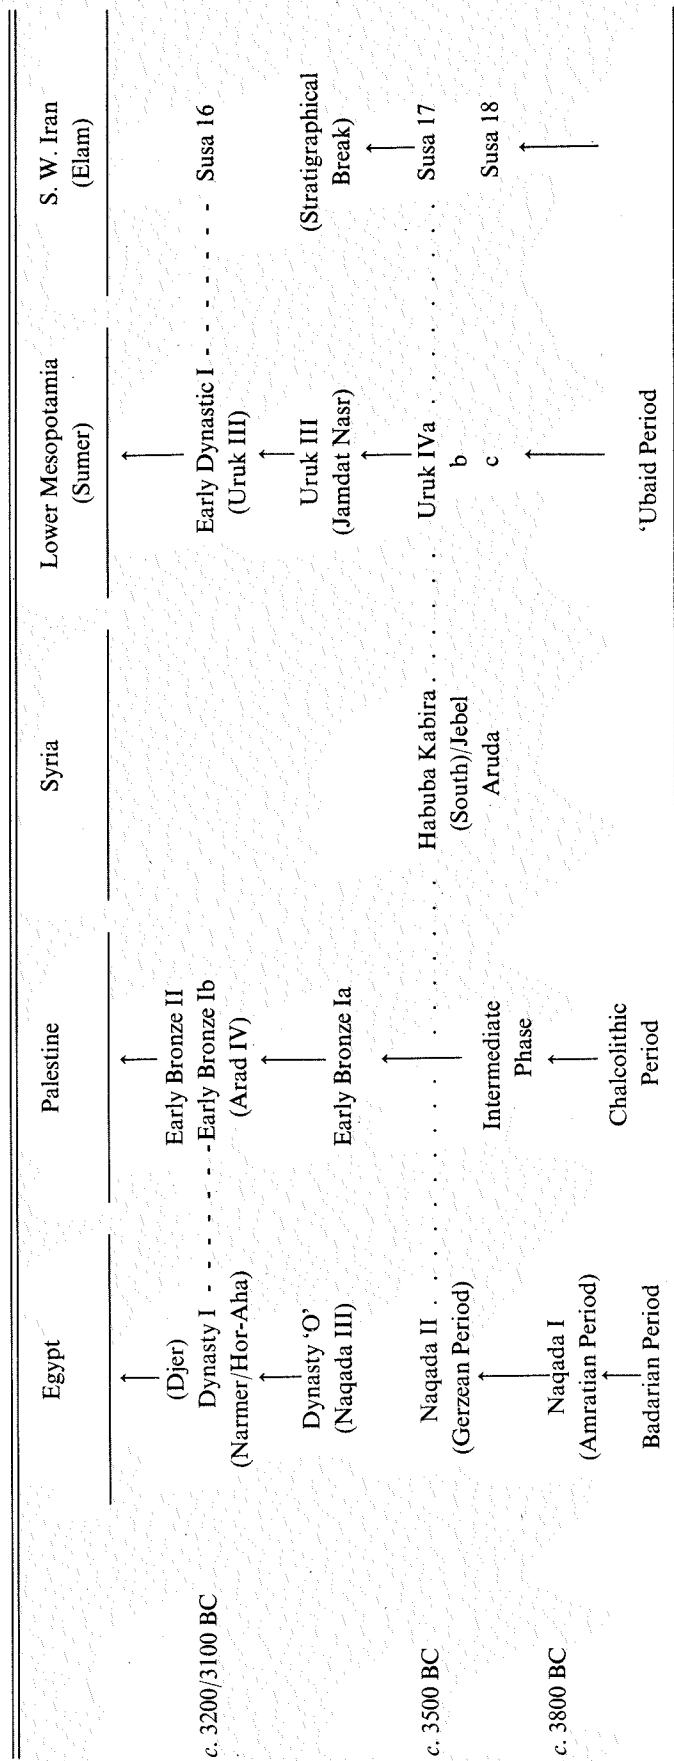 Egypt
Palestine
Syria
Lower Mesopotamia
(Sumer)
S. W. Iran
(Elam)
c. 3200/3100 BC
(Djer)
Dynasty I - - - - - - -
(Narmer/Hor-Aha)
Dynasty ‘O’
(Naqada III)
c. 3500 BC
Naqada II . . . . . . . . . . . . .
(Gerzean Period)
c. 3800 BC
Naqada I
(Amratian Period)
Badarian Period
Early Bronze II
Early Bronze Ib
(Arad IV)
Early Bronze Ia
Intermediate
Phase
Chalcolithic
Period
Habuba Kabira . . . . . . . .
(South)/Jebel
Aruda
Early Dynastic I - - - - - - -
(Uruk III)
Uruk III
(Jamdat Nasr)
Uruk IVa . . . . . . . . . . .
b
c
‘Ubaid Period
Susa 16
(Stratigraphical
Break)
Susa 17
Susa 18